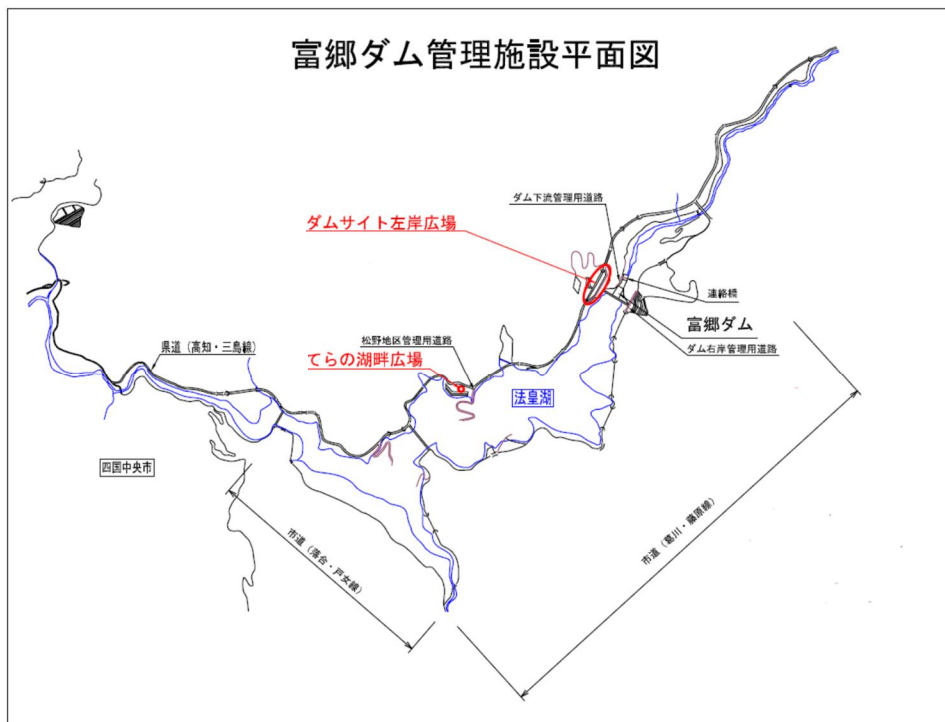 富郷ダム管理施設平面図
ダム下流管理用道路
ダムサイト左岸広場
連絡橋
富郷ダム
ダム右岸管理用道路
松野地区管理用道路
県道（高知・三島線）
てらの湖畔広場
法皇湖
四国中央市
市道（落合・戸女線）
市道（葛川・藤原線）